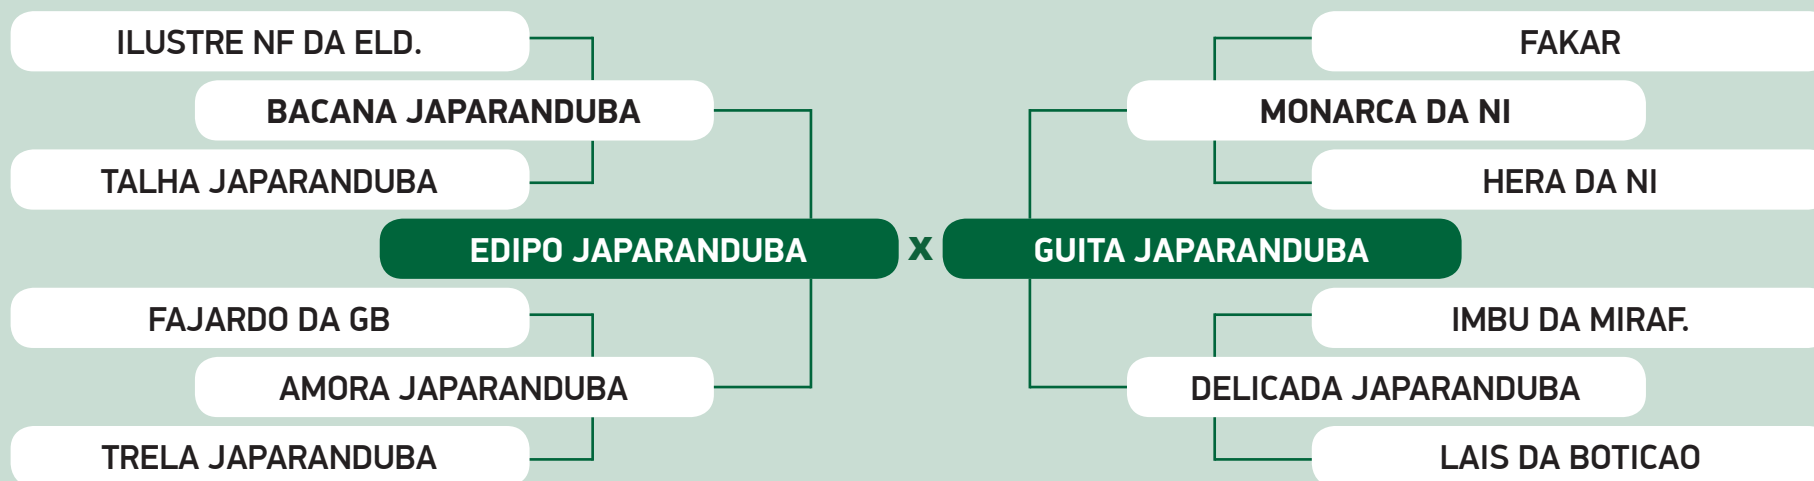 ILUSTRE NF DA ELD.
BACANA JAPARANDUBA
TALHA JAPARANDUBA
EDIPO JAPARANDUBA
FAJARDO DA GB
AMORA JAPARANDUBA
TRELA JAPARANDUBA
x
FAKAR
MONARCA DA NI
HERA DA NI
GUITA JAPARANDUBA
IMBU DA MIRAF.
DELICADA JAPARANDUBA
LAIS DA BOTICAO